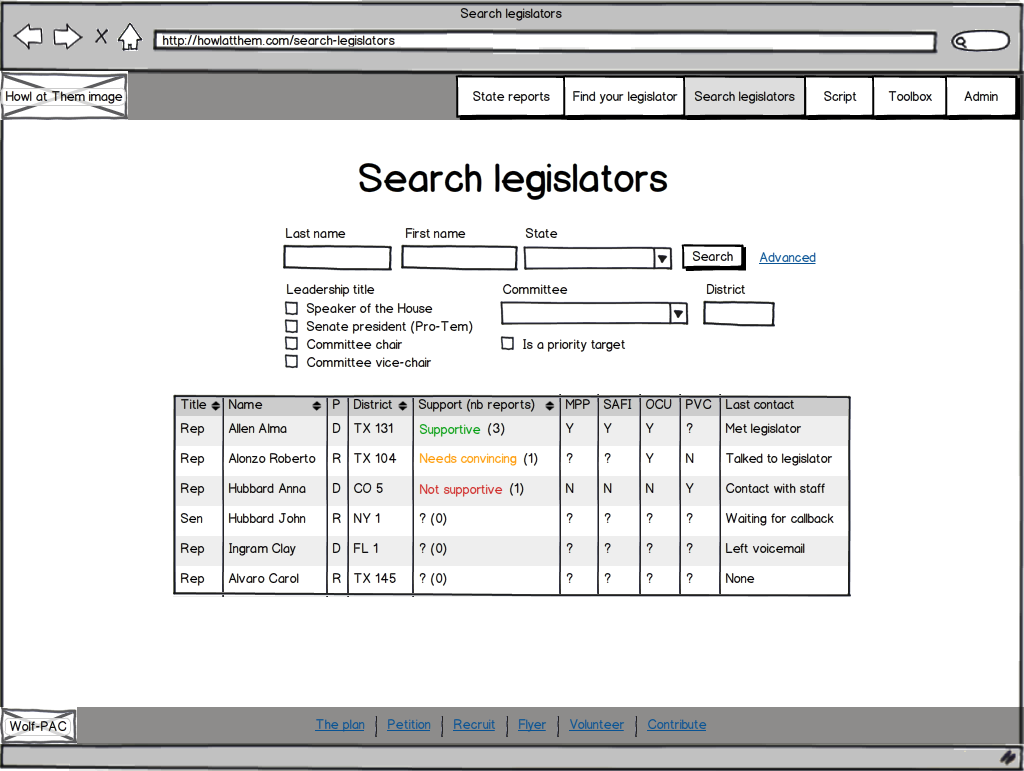 Search legislators
X http://howlatthem.com/search-legislators
Howl at Them image State reports Find your legislator Search legislators Script Toolbox Admin
Search legislators
Last name First name State
Search Advanced
Leadership title Committee District
Speaker of the House
Senate president (Pro-Tem)
Committee chair Is a priority target
Committee vice-chair
Title Name P District Support (nb reports) MPP SAFI OCU PVC Last contact
Rep Allen Alma D TX 131 Supportive (3) Y Y Y ? Met legislator
Rep Alonzo Roberto R TX 104 Needs convincing (1) ? ? Y N Talked to legislator
Rep Hubbard Anna D CO 5 Not supportive (1) N N N Y Contact with staff
Sen Hubbard John R NY 1 ? (0) ? ? ? ? Waiting for callback
Rep Ingram Clay D FL 1 ? (0) ? ? ? ? Left voicemail
Rep Alvaro Carol R TX 145 ? (0) ? ? ? ? None
Wolf-PAC The plan Petition Recruit Flyer Volunteer Contribute